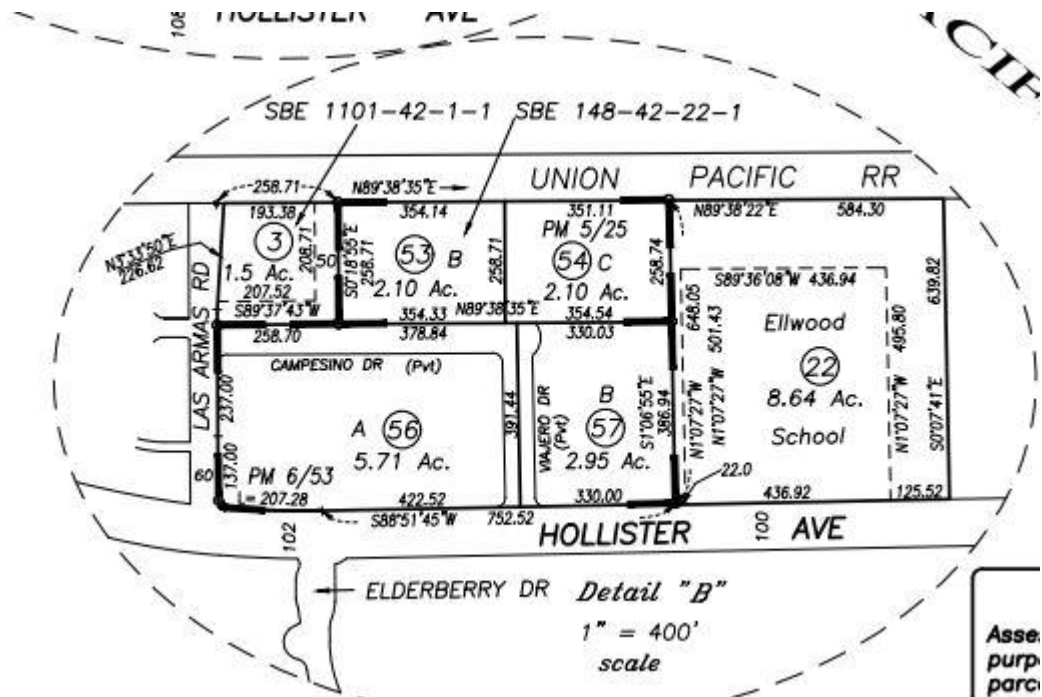 HOLLISTER AVE
108
CIF
SBE 1101-42-1-1 SBE 148-42-22-1
UNION PACIFIC RR
258.71 N89°38'35"E
193.38 354.14 351.11 N89°38'22"E 584.30
PM 5/25
3 208.71 50 S0°18'55"E 258.71 53 B 258.71 54 C 258.74
N3°33'50"E
226.62
1.5 Ac. 2.10 Ac. 2.10 Ac.
207.52
S89°37'43"W 354.33 N89°38'35"E 354.54
258.70 378.84 330.03
S89°36'08"W 436.94
648.05 501.43 Ellwood 495.80 639.82
N1°07'27"W N1°07'27"W 22 N1°07'27"W S0°07'41"E
8.64 Ac.
School
LAS ARMAS RD
CAMPESINO DR (Pvt)
237.00 391.44 VIAJERO DR (Pvt) B S1°06'55"E 386.94
A 56 57
5.71 Ac. 2.95 Ac.
60 137.00 PM 6/53 22.0
= 207.28 422.52 330.00 436.92 125.52
S88°51'45"W 752.52
102 HOLLISTER 100 AVE
ELDERBERRY DR Detail "B"
1" = 400'
scale
Asses
purp
parc